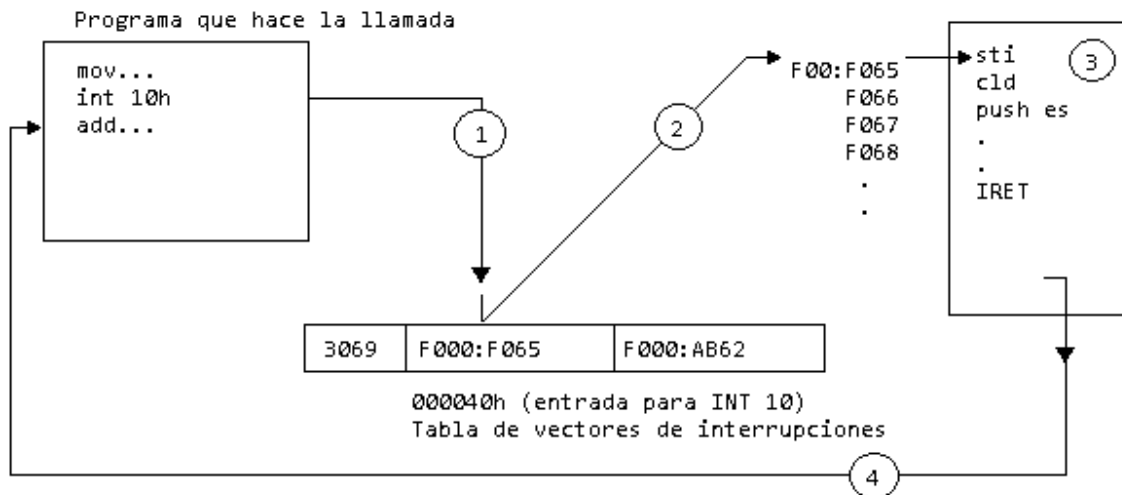 Programa que hace la llamada
mov...
int 10h
add...
1
2
F00:F065
F066
F067
F068
.
.
sti
cld
push es
.
.
IRET
3
3069 F000:F065 F000:AB62
000040h (entrada para INT 10)
Tabla de vectores de interrupciones
4